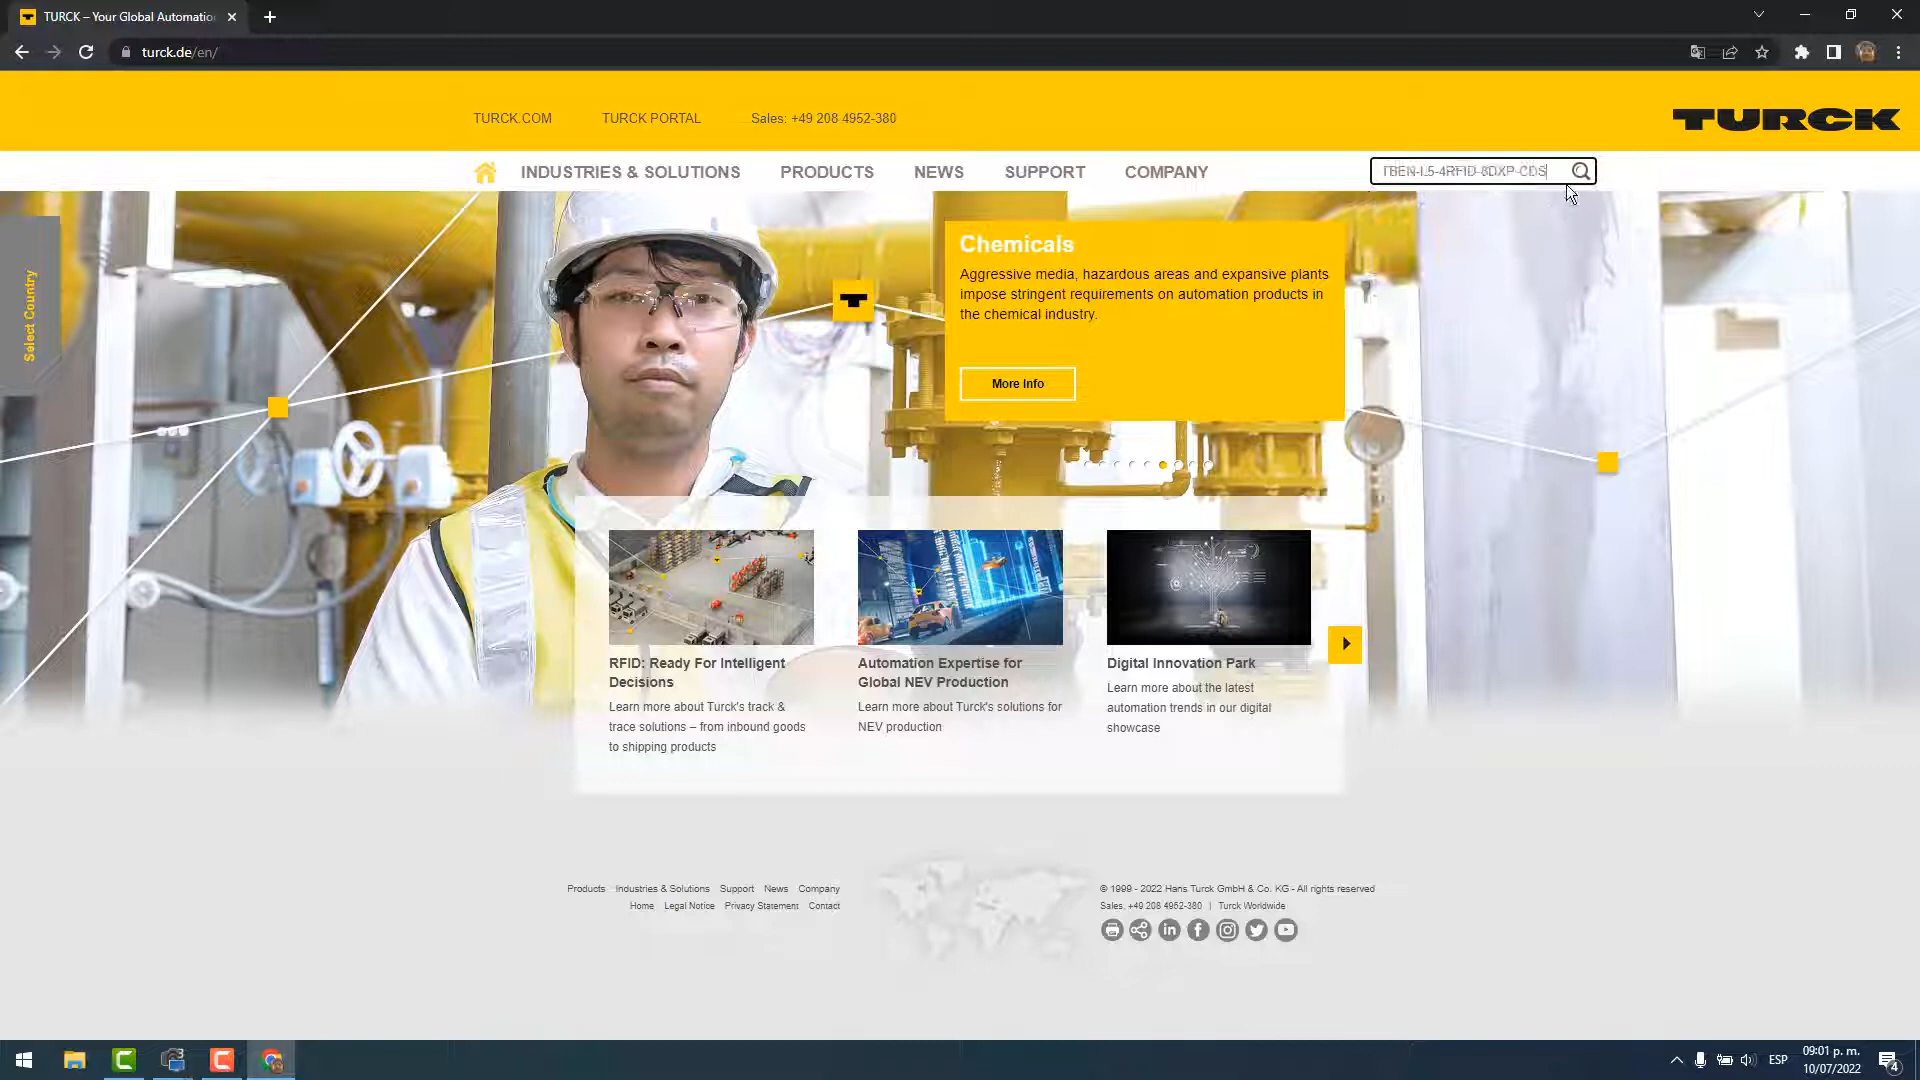 TURCK – Your Global Automatio
turck.de/en/
TURCK.COM
TURCK PORTAL
Sales: +49 208 4952-380
TURCK
INDUSTRIES & SOLUTIONS
PRODUCTS
NEWS
SUPPORT
COMPANY
TBEN-L5-4RFID-8DXP-CDS
Select Country
Chemicals
Aggressive media, hazardous areas and expansive plants
impose stringent requirements on automation products in
the chemical industry.
More Info
RFID: Ready For Intelligent
Decisions
Learn more about Turck's track &
trace solutions – from inbound goods
to shipping products
Automation Expertise for
Global NEV Production
Learn more about Turck's solutions for
NEV production
Digital Innovation Park
Learn more about the latest
automation trends in our digital
showcase
Products Industries & Solutions Support News Company
Home Legal Notice Privacy Statement Contact
© 1999 - 2022 Hans Turck GmbH & Co. KG - All rights reserved
Sales: +49 208 4952-380 | Turck Worldwide
ESP
09:01 p. m.
10/07/2022
4